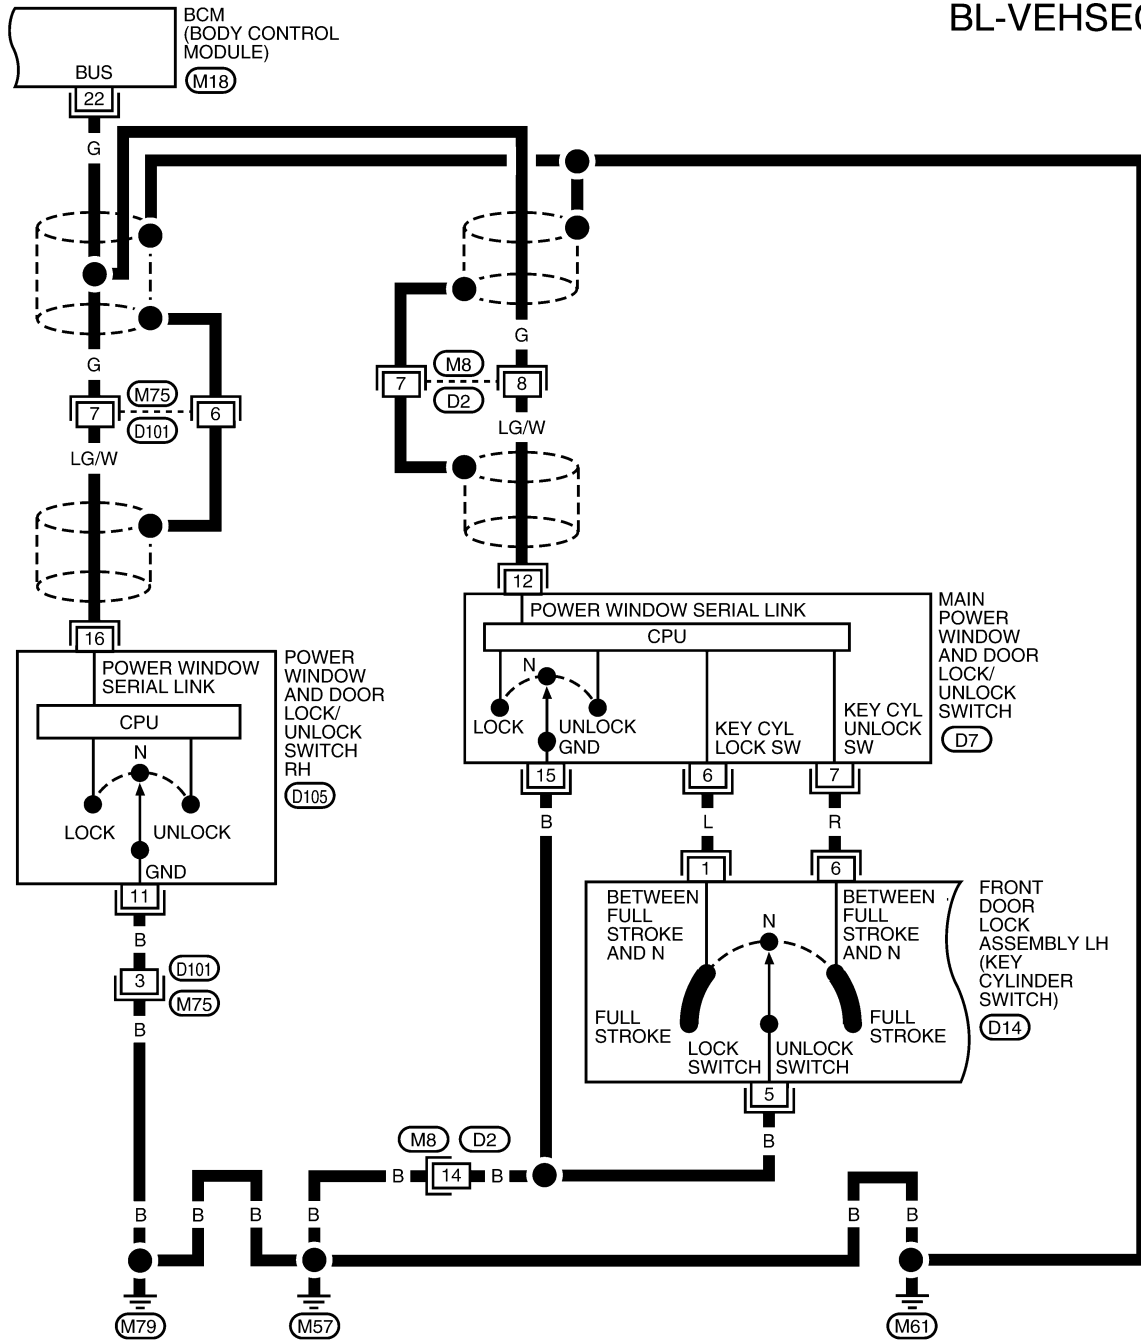 BL-VEHSEC
BCM
(BODY CONTROL
MODULE)
M18
BUS
22
G
G
G
M75
7
6
D101
LG/W
M8
7
8
D2
LG/W
12
POWER WINDOW SERIAL LINK
CPU
N
LOCK
UNLOCK
GND
KEY CYL
LOCK SW
KEY CYL
UNLOCK
SW
MAIN
POWER
WINDOW
AND DOOR
LOCK/
UNLOCK
SWITCH
D7
16
POWER WINDOW
SERIAL LINK
CPU
N
LOCK
UNLOCK
GND
POWER
WINDOW
AND DOOR
LOCK/
UNLOCK
SWITCH
RH
D105
15
6
7
B
L
R
1
6
BETWEEN
FULL
STROKE
AND N
N
BETWEEN
FULL
STROKE
AND N
FULL
STROKE
FULL
STROKE
LOCK
SWITCH
UNLOCK
SWITCH
FRONT
DOOR
LOCK
ASSEMBLY LH
(KEY
CYLINDER
SWITCH)
D14
5
B
11
B
D101
3
M75
B
M8
D2
B
14
B
B
B
B
B
B
B
M79
M57
M61